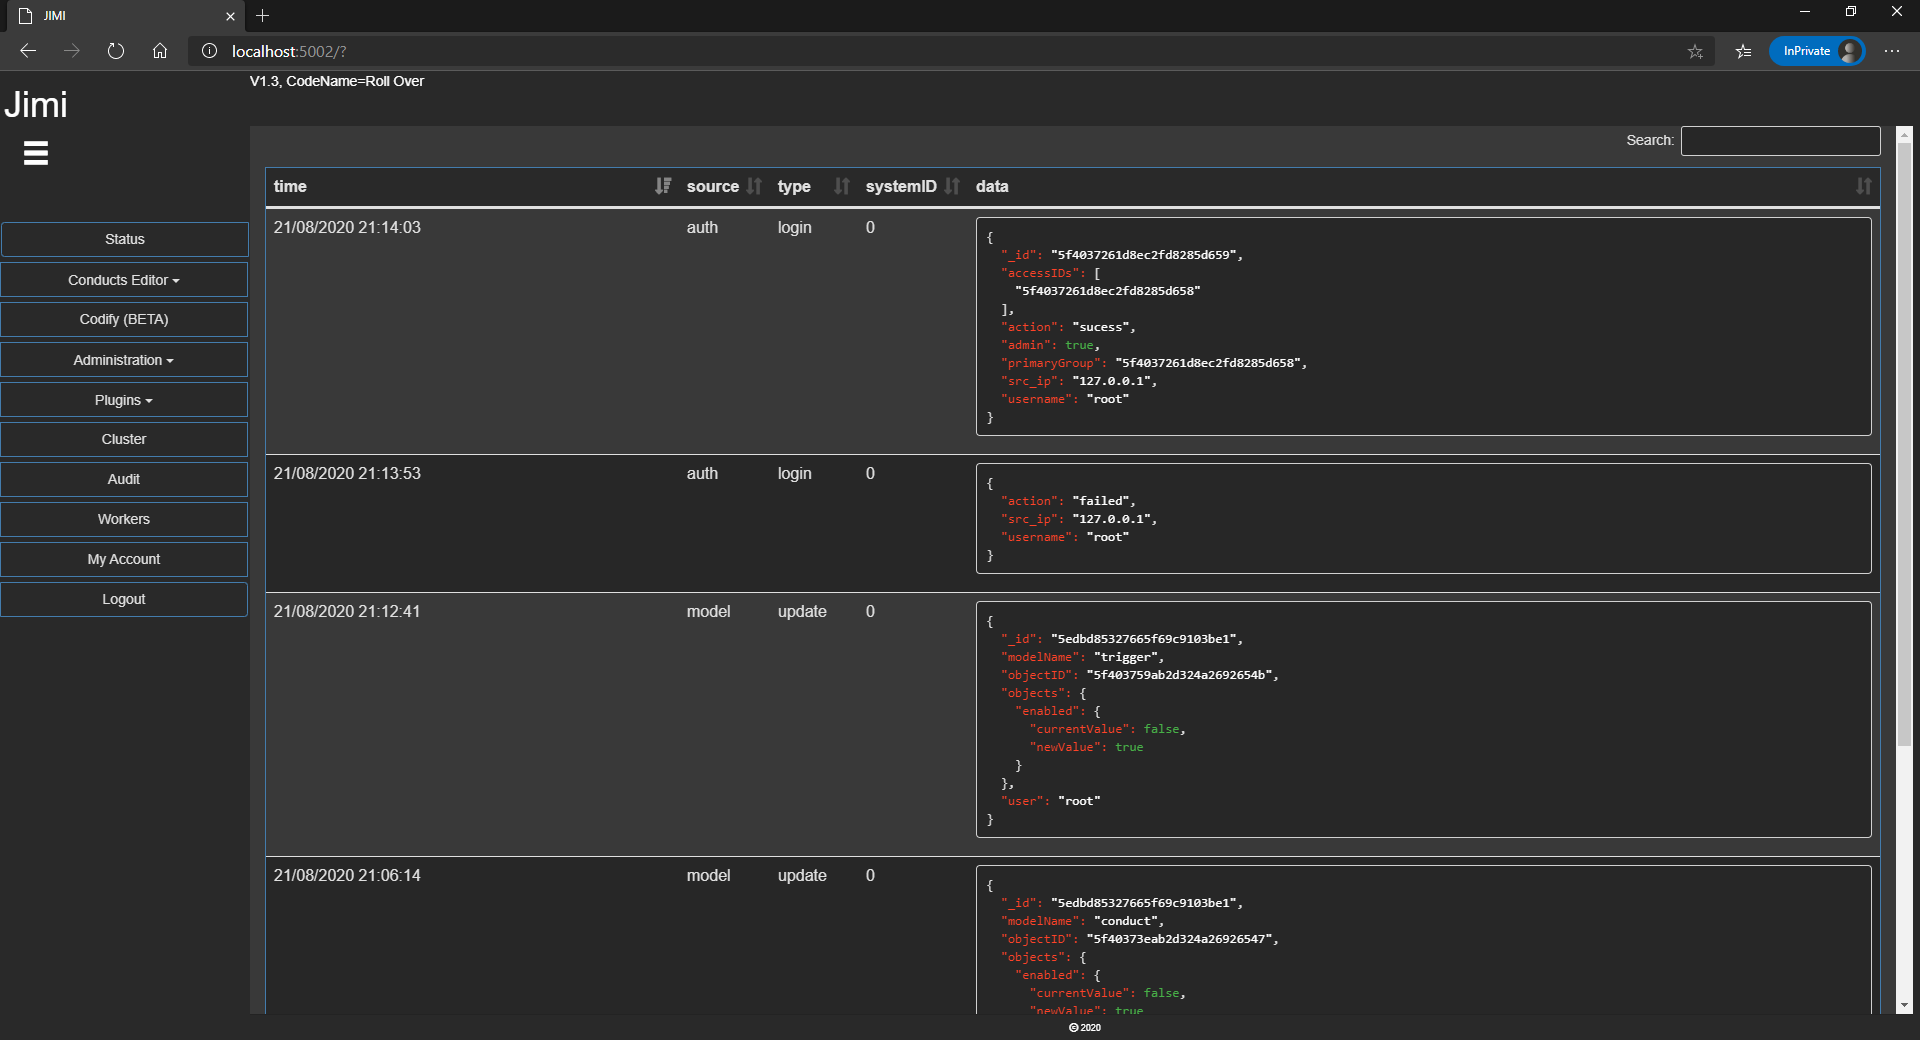 JIMI
localhost:5002/?
InPrivate
V1.3, CodeName=Roll Over
Jimi
Search:
Status
Conducts Editor
Codify (BETA)
Administration
Plugins
Cluster
Audit
Workers
My Account
Logout
time source type systemID data
21/08/2020 21:14:03 auth login 0
{
"_id": "5f4037261d8ec2fd8285d659",
"accessIDs": [
"5f4037261d8ec2fd8285d658"
],
"action": "sucess",
"admin": true,
"primaryGroup": "5f4037261d8ec2fd8285d658",
"src_ip": "127.0.0.1",
"username": "root"
}
21/08/2020 21:13:53 auth login 0
{
"action": "failed",
"src_ip": "127.0.0.1",
"username": "root"
}
21/08/2020 21:12:41 model update 0
{
"_id": "5edbd85327665f69c9103be1",
"modelName": "trigger",
"objectID": "5f403759ab2d324a2692654b",
"objects": {
"enabled": {
"currentValue": false,
"newValue": true
}
},
"user": "root"
}
21/08/2020 21:06:14 model update 0
{
"_id": "5edbd85327665f69c9103be1",
"modelName": "conduct",
"objectID": "5f40373eab2d324a26926547",
"objects": {
"enabled": {
"currentValue": false,
"newValue": true
© 2020